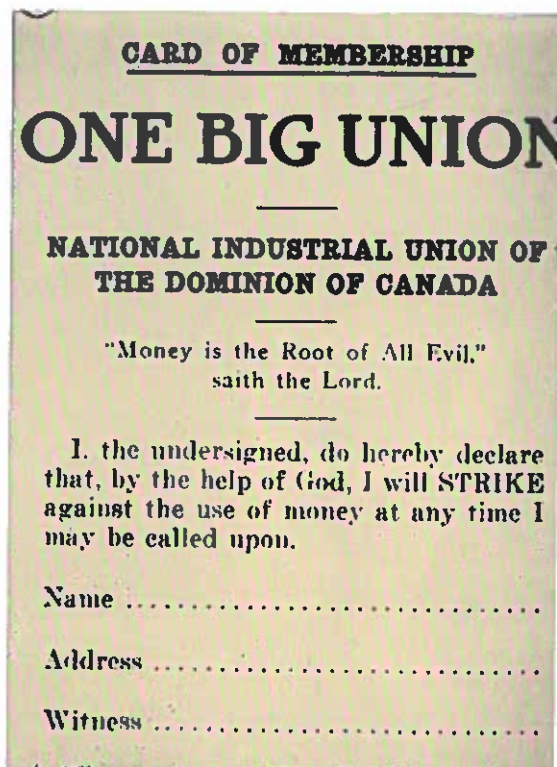 CARD OF MEMBERSHIP
ONE BIG UNION
NATIONAL INDUSTRIAL UNION OF
THE DOMINION OF CANADA
"Money is the Root of All Evil,"
saith the Lord.
I, the undersigned, do hereby declare
that, by the help of God, I will STRIKE
against the use of money at any time I
may be called upon.
Name ........................................
Address ....................................
Witness ....................................